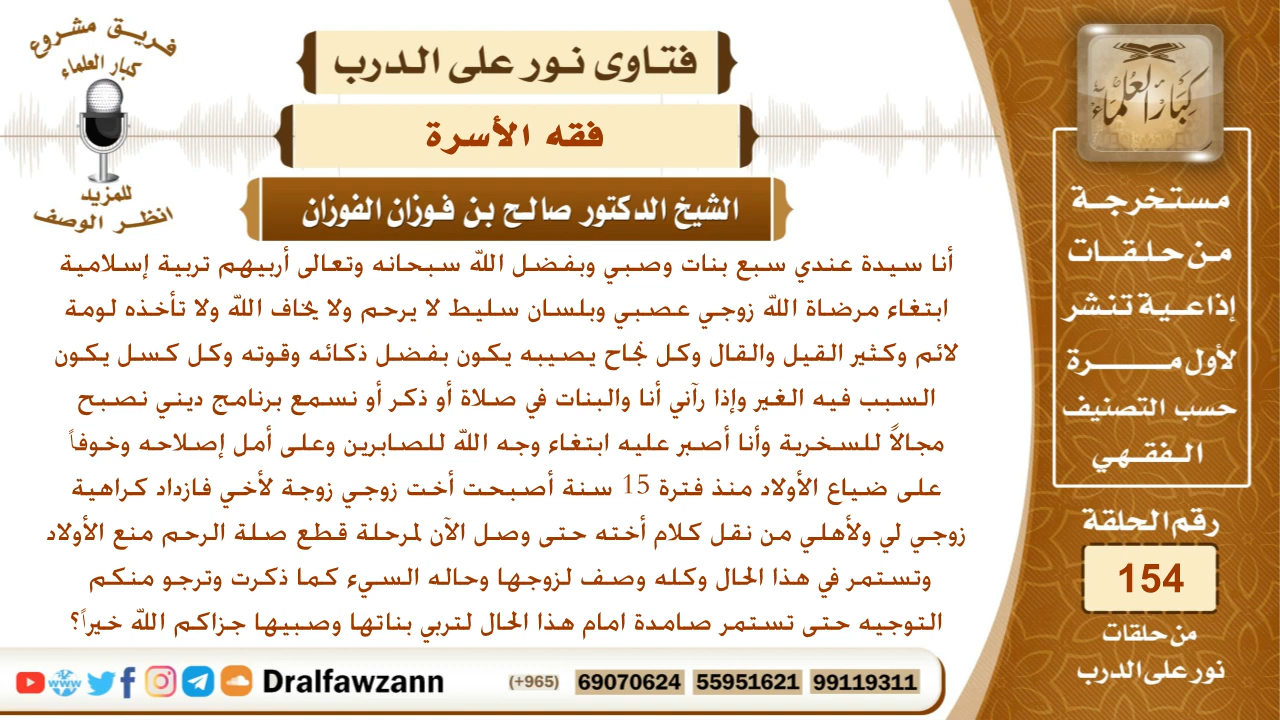 فريق مشروع
كبار العلماء
للمزيد
انظر الوصف
فتاوى نور على الدرب
فقه الأسرة
الشيخ الدكتور صالح بن فوزان الفوزان
أنا سيدة عندي سبع بنات وصبي وبفضل الله سبحانه وتعالى أربيهم تربية إسلامية
ابتغاء مرضاة الله زوجي عصبي وبلسان سليط لا يرحم ولا يخاف الله ولا تأخذه لومة
لائم وكثير القيل والقال وكل نجاح يصيبه يكون بفضل ذكائه وقوته وكل كسل يكون
السبب فيه الغير وإذا رآني أنا والبنات في صلاة أو ذكر أو نسمع برنامج ديني نصبح
مجالاً للسخرية وأنا أصبر عليه ابتغاء وجه الله للصابرين وعلى أمل إصلاحه وخوفاً
على ضياع الأولاد منذ فترة 15 سنة أصبحت أخت زوجي زوجة لأخي فازداد كراهية
زوجي لي ولأهلي من نقل كلام أخته حتى وصل الآن لمرحلة قطع صلة الرحم منع الأولاد
وتستمر في هذا الحال وكله وصف لزوجها وحاله السيء كما ذكرت وترجو منكم
التوجيه حتى تستمر صامدة امام هذا الحال لتربي بناتها وصبيها جزاكم الله خيراً؟
كبار العلماء
مستخرجة
من حلقات
إذاعية تنشر
لأول مرة
حسب التصنيف
الفقهي
رقم الحلقة
154
من حلقات
نور على الدرب
Dralfawzann (+965) 69070624 55951621 99119311